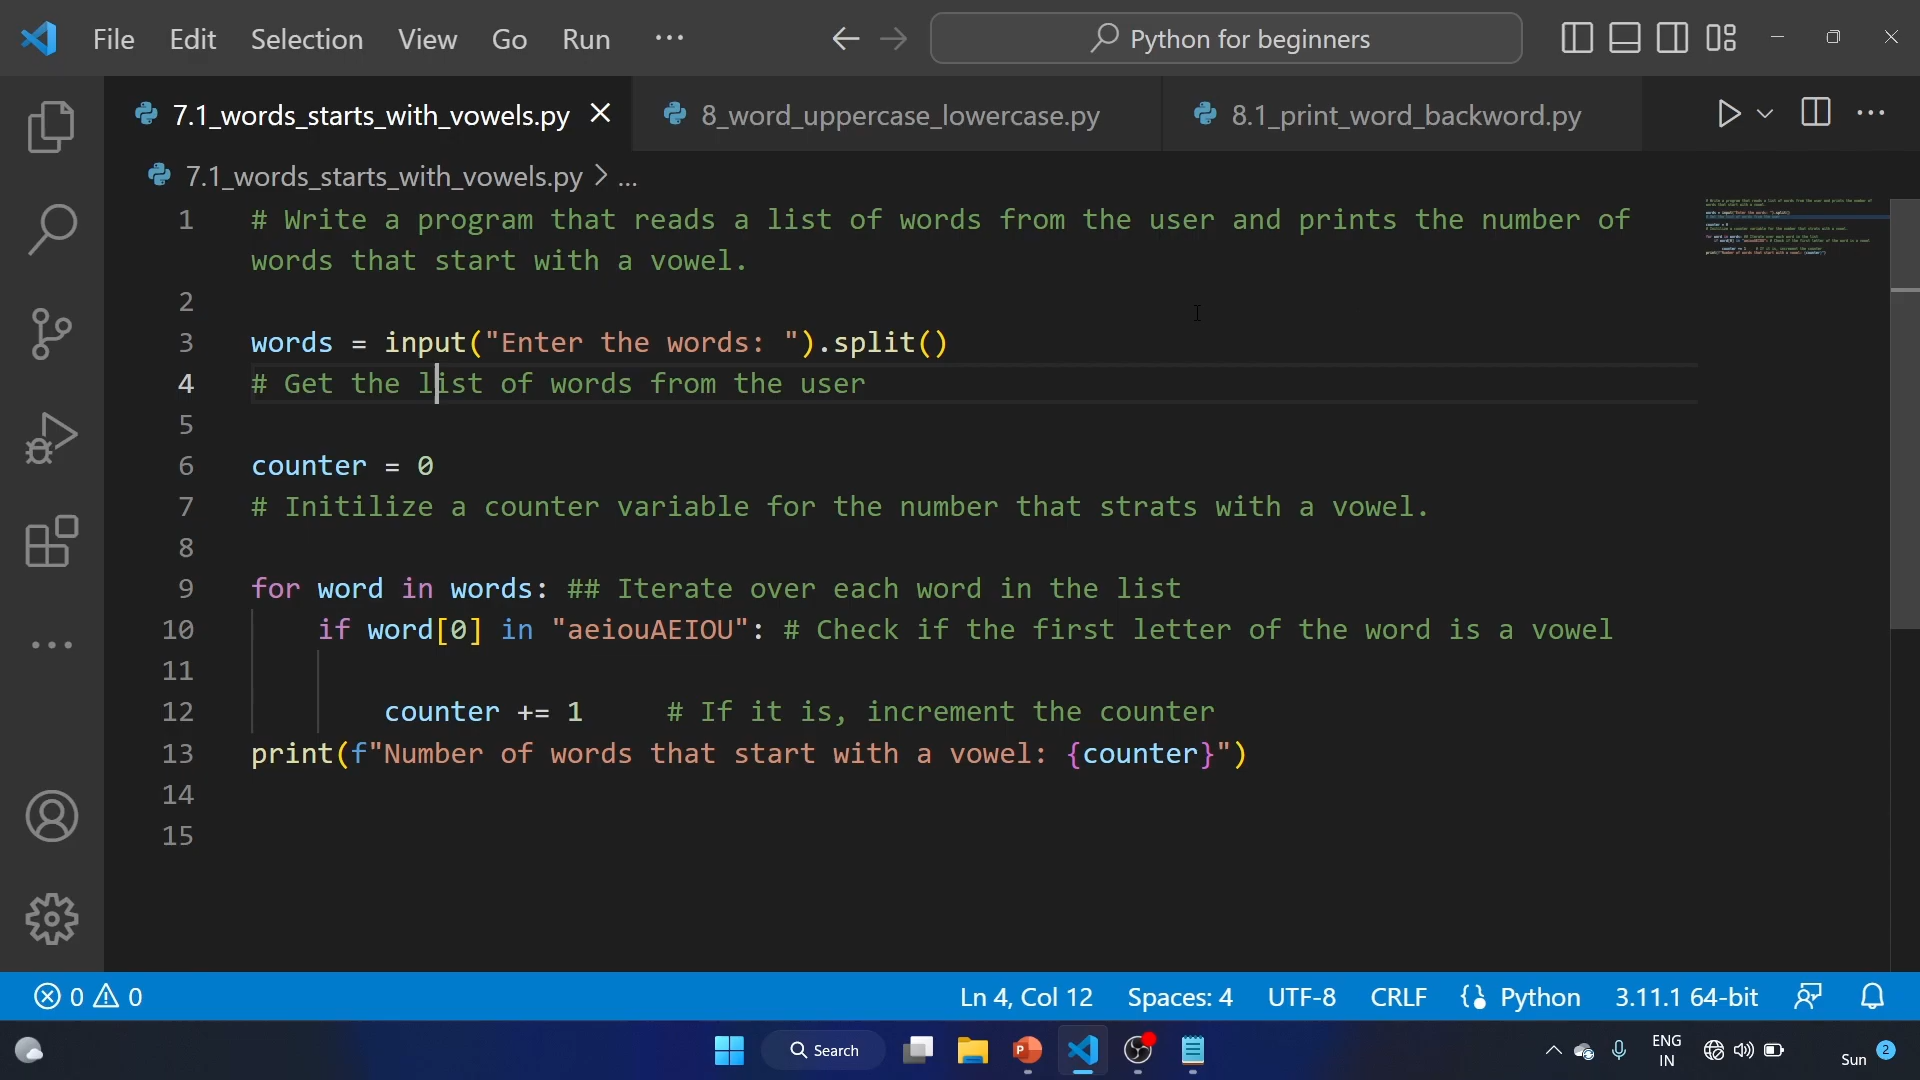 File Edit Selection View Go Run ··· Python for beginners
7.1_words_starts_with_vowels.py 8_word_uppercase_lowercase.py 8.1_print_word_backword.py
7.1_words_starts_with_vowels.py > ...
1 # Write a program that reads a list of words from the user and prints the number of
words that start with a vowel.
2
3 words = input("Enter the words: ").split()
4 # Get the list of words from the user
5
6 counter = 0
7 # Initilize a counter variable for the number that strats with a vowel.
8
9 for word in words: ## Iterate over each word in the list
10 if word[0] in "aeiouAEIOU": # Check if the first letter of the word is a vowel
11
12 counter += 1 # If it is, increment the counter
13 print(f"Number of words that start with a vowel: {counter}")
14
15
0 0 Ln 4, Col 12 Spaces: 4 UTF-8 CRLF {} Python 3.11.1 64-bit
Search P ENG IN Sun 2